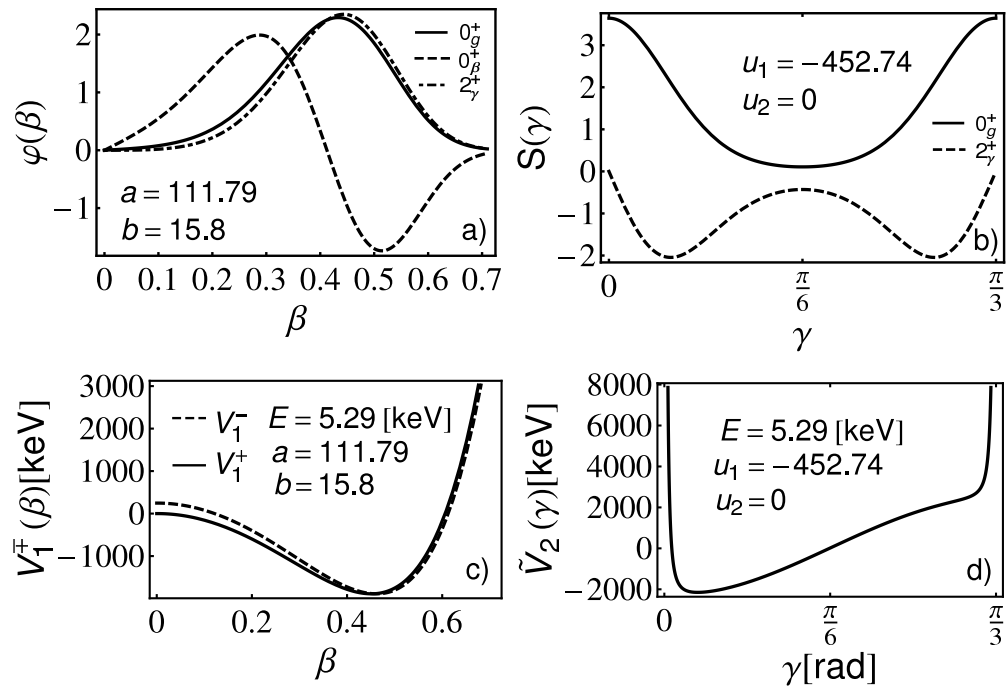 2
1
0
-1
φ(β)
0⁺_g
0⁺_β
2⁺_γ
a = 111.79
b = 15.8
a)
0 0.1 0.2 0.3 0.4 0.5 0.6 0.7
β
3
2
1
0
-1
-2
S(γ)
u₁ = −452.74
u₂ = 0
0⁺_g
2⁺_γ
b)
0 π/6 π/3
γ
3000
2000
1000
0
−1000
V₁^∓(β)[keV]
V₁⁻
V₁⁺
E = 5.29 [keV]
a = 111.79
b = 15.8
c)
0 0.2 0.4 0.6
β
8000
6000
4000
2000
0
−2000
Ṽ₂(γ)[keV]
E = 5.29 [keV]
u₁ = −452.74
u₂ = 0
d)
0 π/6 π/3
γ[rad]